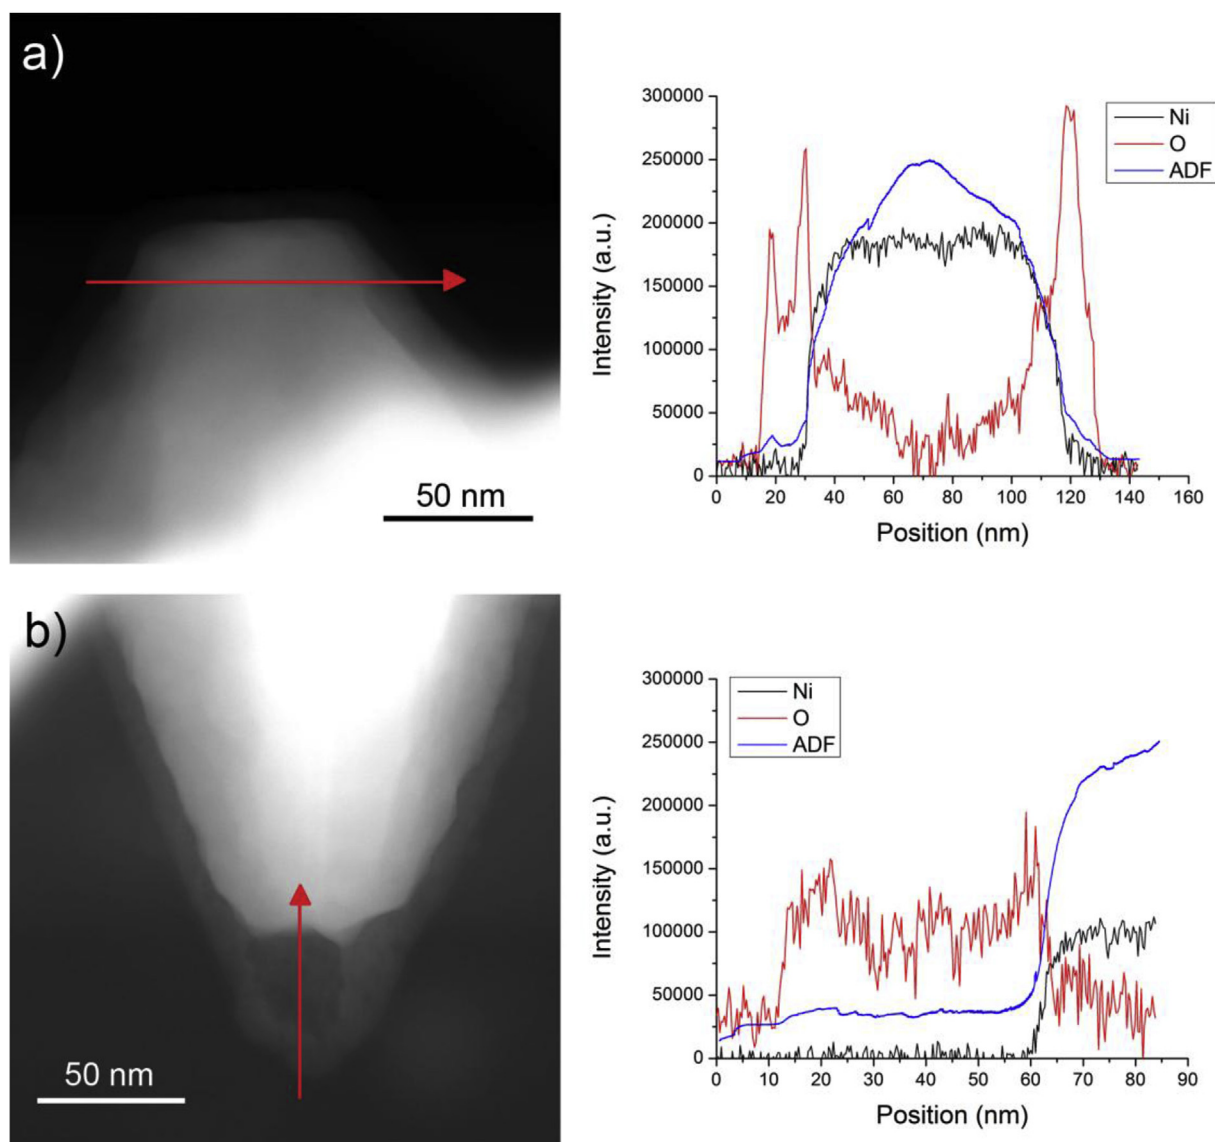 a)
50 nm
300000
250000
200000
150000
100000
50000
0
Intensity (a.u.)
Ni
O
ADF
0 20 40 60 80 100 120 140 160
Position (nm)
b)
50 nm
300000
250000
200000
150000
100000
50000
0
Intensity (a.u.)
Ni
O
ADF
0 10 20 30 40 50 60 70 80 90
Position (nm)